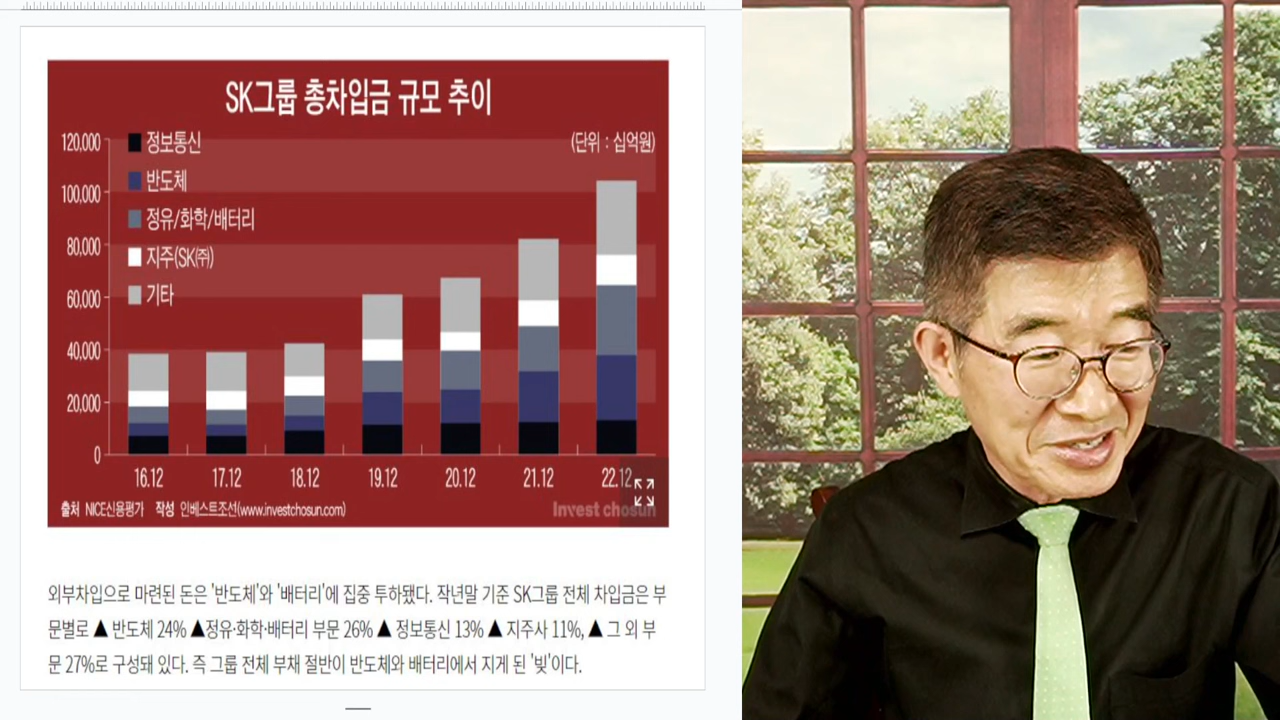 SK그룹 총차입금 규모 추이
(단위 : 십억원)
120,000
100,000
80,000
60,000
40,000
20,000
0
정보통신
반도체
정유/화학/배터리
지주(SK㈜)
기타
16.12 17.12 18.12 19.12 20.12 21.12 22.12
출처 NICE신용평가 작성 인베스트조선(www.investchosun.com)
Invest chosun
외부차입으로 마련된 돈은 '반도체'와 '배터리'에 집중 투하됐다. 작년말 기준 SK그룹 전체 차입금은 부
문별로 ▲ 반도체 24% ▲정유·화학·배터리 부문 26% ▲ 정보통신 13% ▲ 지주사 11%, ▲ 그 외 부
문 27%로 구성돼 있다. 즉 그룹 전체 부채 절반이 반도체와 배터리에서 지게 된 '빚'이다.